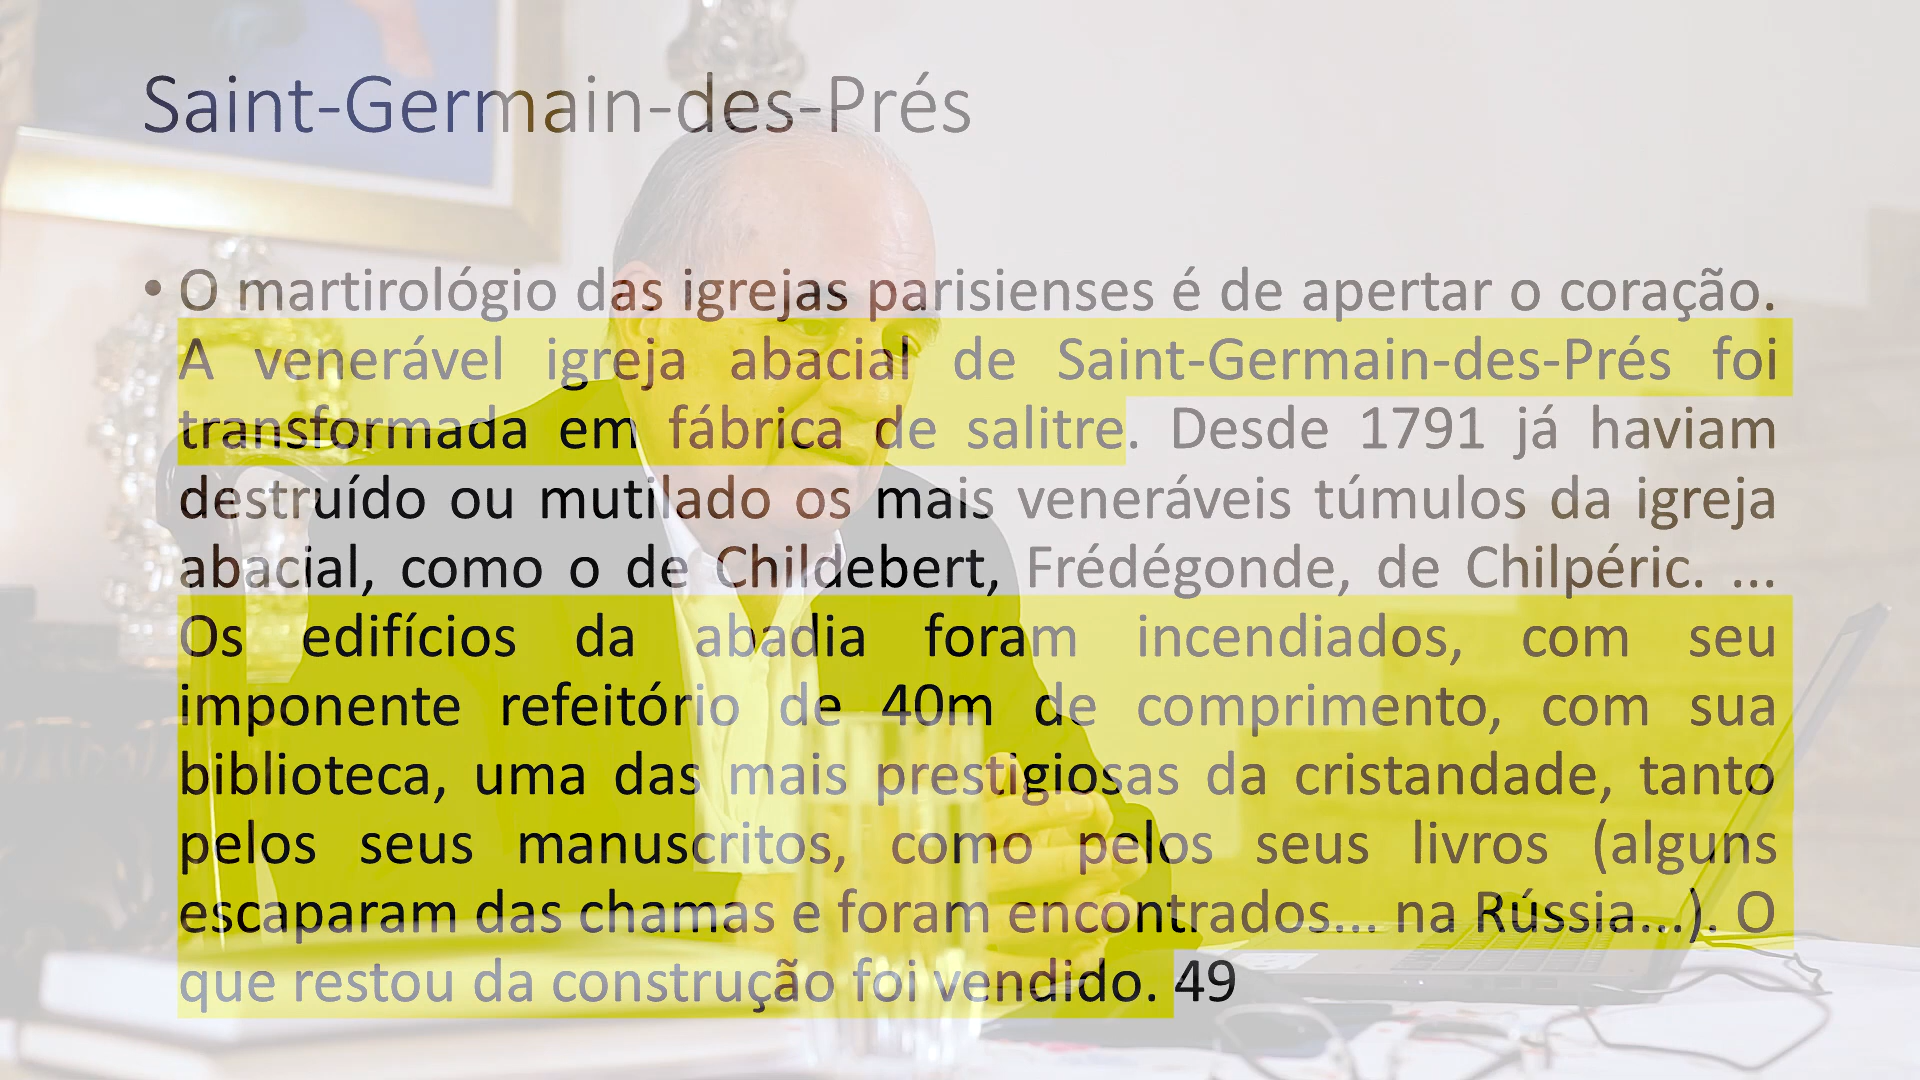 Saint-Germain-des-Prés
• O martirológio das igrejas parisienses é de apertar o coração.
A venerável igreja abacial de Saint-Germain-des-Prés foi
transformada em fábrica de salitre. Desde 1791 já haviam
destruído ou mutilado os mais veneráveis túmulos da igreja
abacial, como o de Childebert, Frédégonde, de Chilpéric. ...
Os edifícios da abadia foram incendiados, com seu
imponente refeitório de 40m de comprimento, com sua
biblioteca, uma das mais prestigiosas da cristandade, tanto
pelos seus manuscritos, como pelos seus livros (alguns
escaparam das chamas e foram encontrados... na Rússia...). O
que restou da construção foi vendido. 49